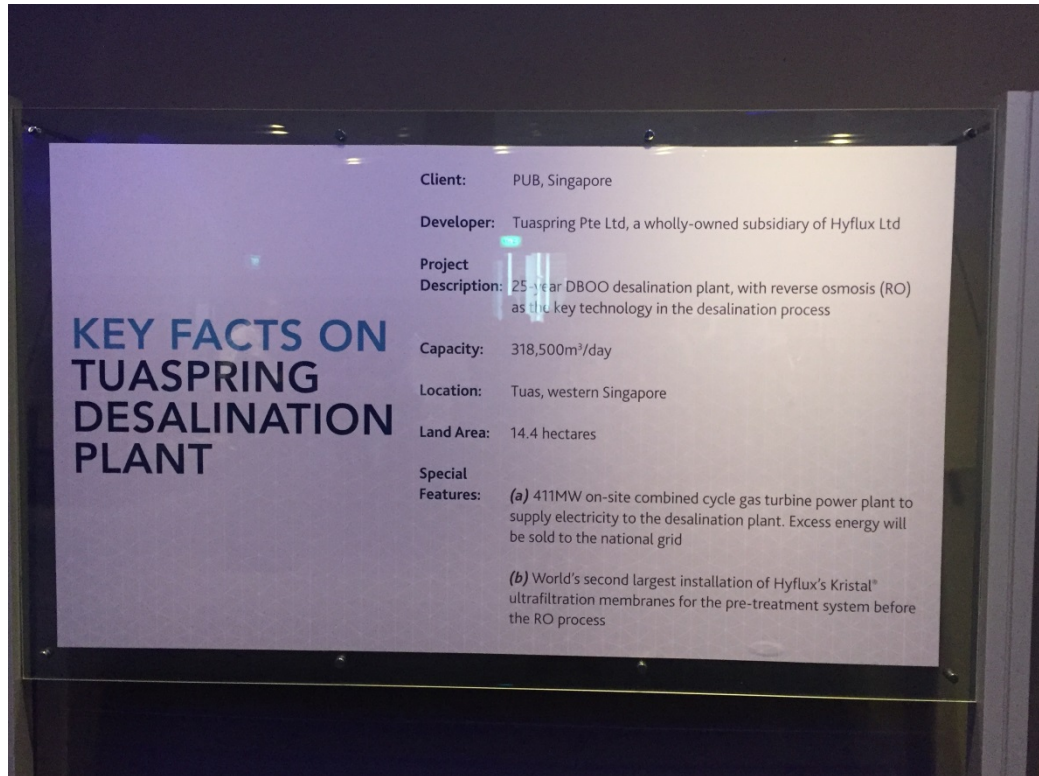 KEY FACTS ON
TUASPRING
DESALINATION
PLANT
Client: PUB, Singapore
Developer: Tuaspring Pte Ltd, a wholly-owned subsidiary of Hyflux Ltd
Project
Description: 25-year DBOO desalination plant, with reverse osmosis (RO)
as the key technology in the desalination process
Capacity: 318,500m³/day
Location: Tuas, western Singapore
Land Area: 14.4 hectares
Special
Features: (a) 411MW on-site combined cycle gas turbine power plant to
supply electricity to the desalination plant. Excess energy will
be sold to the national grid
(b) World's second largest installation of Hyflux's Kristal®
ultrafiltration membranes for the pre-treatment system before
the RO process